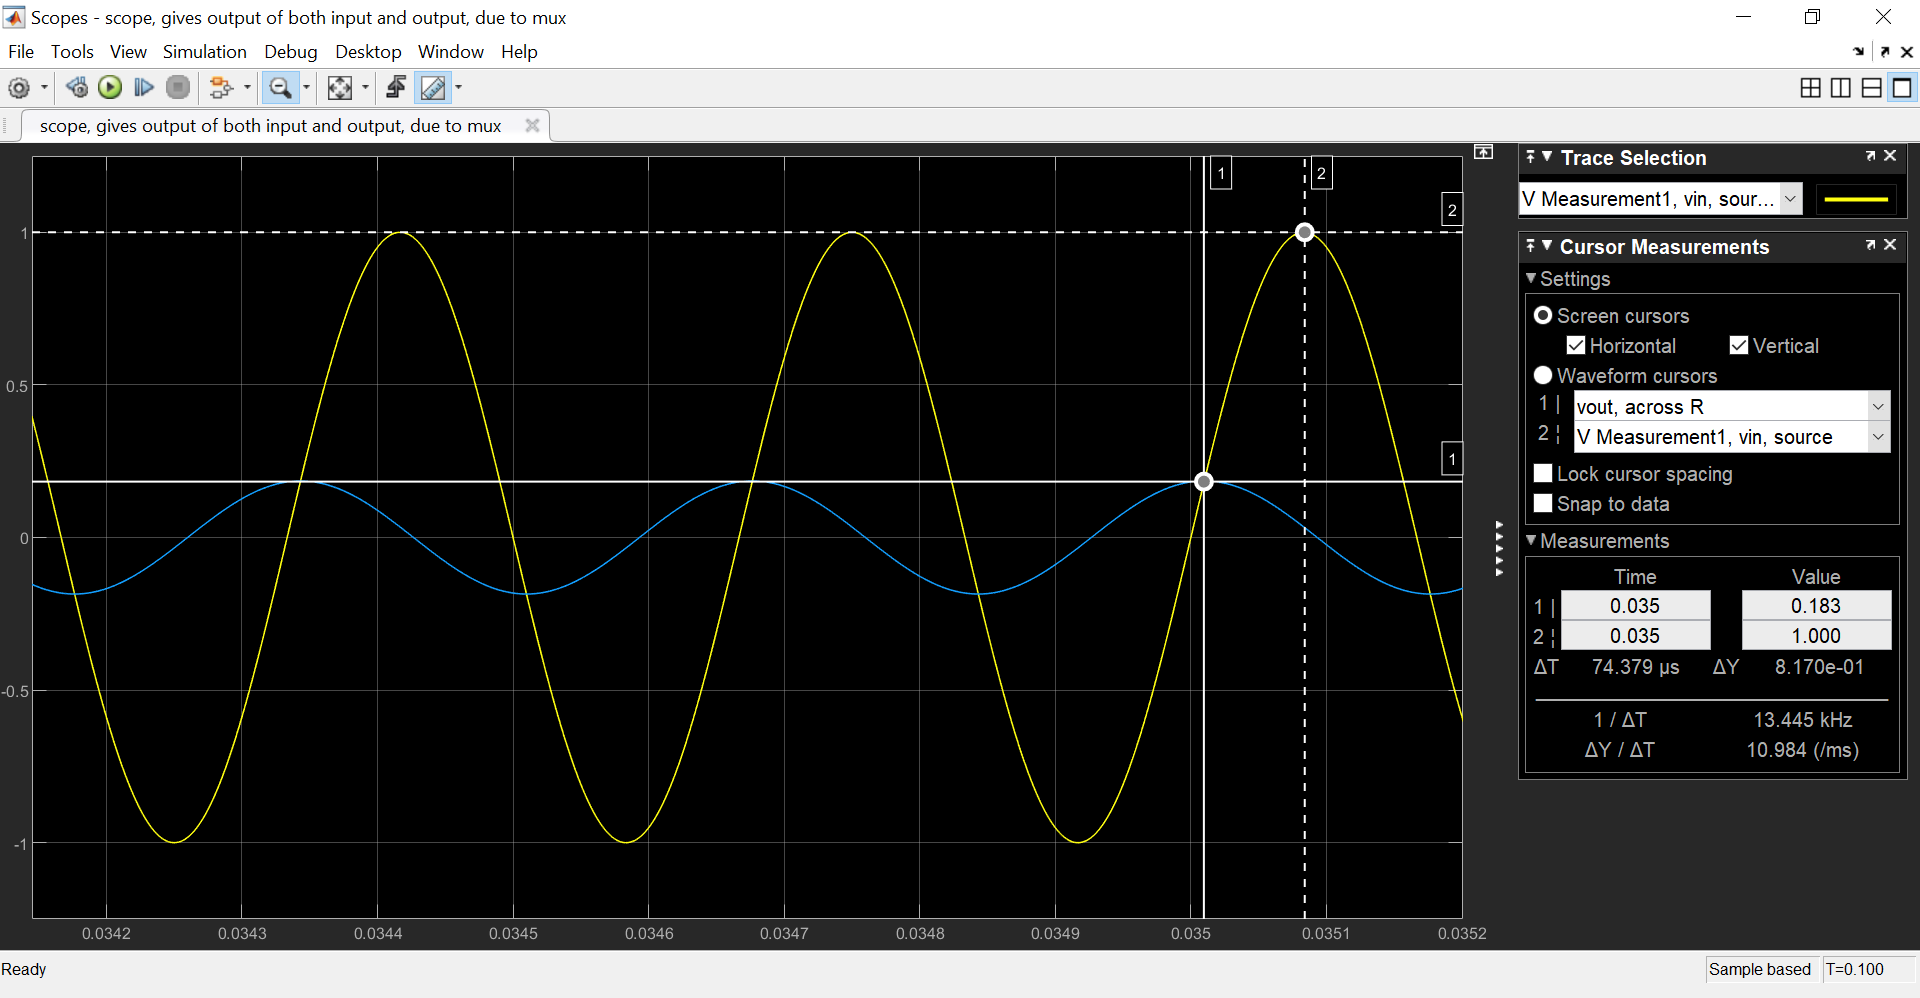 Scopes - scope, gives output of both input and output, due to mux
File Tools View Simulation Debug Desktop Window Help
scope, gives output of both input and output, due to mux
1
2
2
1
1
0.5
0
-0.5
-1
0.0342 0.0343 0.0344 0.0345 0.0346 0.0347 0.0348 0.0349 0.035 0.0351 0.0352
Trace Selection
V Measurement1, vin, sour...
Cursor Measurements
Settings
Screen cursors
Horizontal Vertical
Waveform cursors
1 | vout, across R
2 ¦ V Measurement1, vin, source
Lock cursor spacing
Snap to data
Measurements
Time Value
1 | 0.035 0.183
2 ¦ 0.035 1.000
ΔT 74.379 µs ΔY 8.170e-01
1 / ΔT 13.445 kHz
ΔY / ΔT 10.984 (/ms)
Ready
Sample based T=0.100